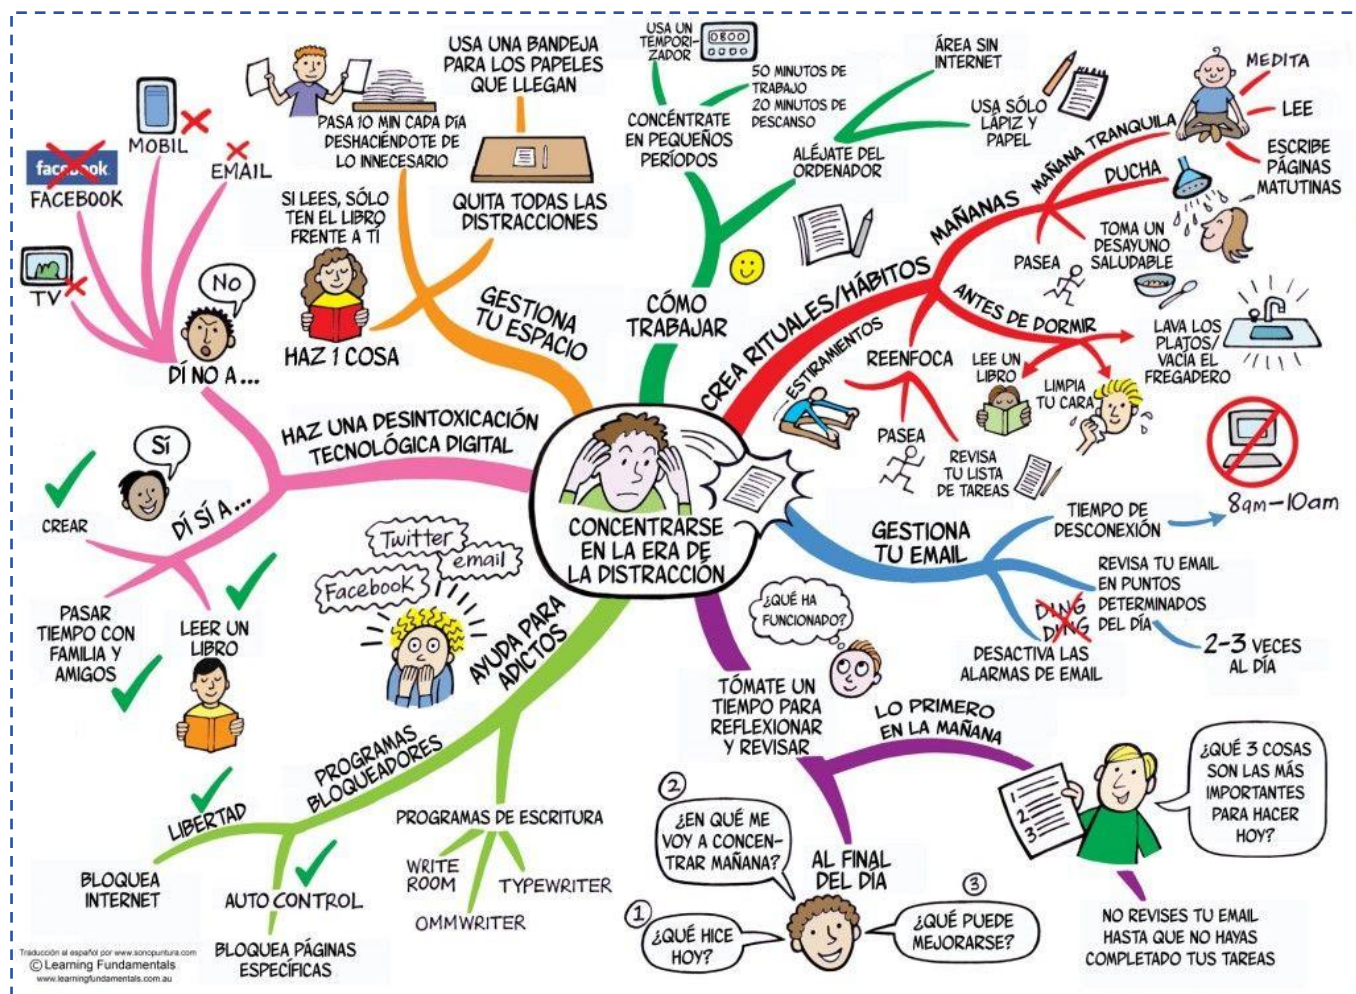 CONCENTRARSE
EN LA ERA DE
LA DISTRACCIÓN
CÓMO
TRABAJAR
CONCÉNTRATE
EN PEQUEÑOS
PERÍODOS
USA UN
TEMPORI-
ZADOR
0800
50 MINUTOS DE
TRABAJO
20 MINUTOS DE
DESCANSO
ALÉJATE DEL
ORDENADOR
ÁREA SIN
INTERNET
USA SÓLO
LÁPIZ Y
PAPEL
CREA RITUALES/HÁBITOS
MAÑANAS
MAÑANA TRANQUILA
MEDITA
LEE
ESCRIBE
PÁGINAS
MATUTINAS
DUCHA
TOMA UN
DESAYUNO
SALUDABLE
PASEA
ANTES DE DORMIR
LAVA LOS
PLATOS/
VACÍA EL
FREGADERO
LEE UN
LIBRO
LIMPIA
TU CARA
REENFOCA
ESTIRAMIENTOS
PASEA
REVISA
TU LISTA
DE TAREAS
GESTIONA
TU EMAIL
TIEMPO DE
DESCONEXIÓN
8am-10am
REVISA TU EMAIL
EN PUNTOS
DETERMINADOS
DEL DÍA
2-3 VECES
AL DÍA
DING
DING
DESACTIVA LAS
ALARMAS DE EMAIL
TÓMATE UN
TIEMPO PARA
REFLEXIONAR
Y REVISAR
¿QUÉ HA
FUNCIONADO?
LO PRIMERO
EN LA MAÑANA
1
2
3
¿QUÉ 3 COSAS
SON LAS MÁS
IMPORTANTES
PARA HACER
HOY?
NO REVISES TU EMAIL
HASTA QUE NO HAYAS
COMPLETADO TUS TAREAS
AL FINAL
DEL DÍA
1
¿QUÉ HICE
HOY?
2
¿EN QUÉ ME
VOY A CONCEN-
TRAR MAÑANA?
3
¿QUÉ PUEDE
MEJORARSE?
AYUDA PARA
ADICTOS
Twitter
email
Facebook
PROGRAMAS DE ESCRITURA
WRITE
ROOM
OMMWRITER
TYPEWRITER
PROGRAMAS
BLOQUEADORES
LIBERTAD
BLOQUEA
INTERNET
AUTO CONTROL
BLOQUEA PÁGINAS
ESPECÍFICAS
HAZ UNA DESINTOXICACIÓN
TECNOLÓGICA DIGITAL
DÍ SÍ A...
SÍ
CREAR
PASAR
TIEMPO CON
FAMILIA Y
AMIGOS
LEER UN
LIBRO
DÍ NO A...
NO
TV
facebook
FACEBOOK
MOBIL
EMAIL
GESTIONA
TU ESPACIO
HAZ 1 COSA
SI LEES, SÓLO
TEN EL LIBRO
FRENTE A TÍ
PASA 10 MIN CADA DÍA
DESHACIÉNDOTE DE
LO INNECESARIO
QUITA TODAS LAS
DISTRACCIONES
USA UNA BANDEJA
PARA LOS PAPELES
QUE LLEGAN
Traducción al español por www.sonopuntura.com
© Learning Fundamentals
www.learningfundamentals.com.au